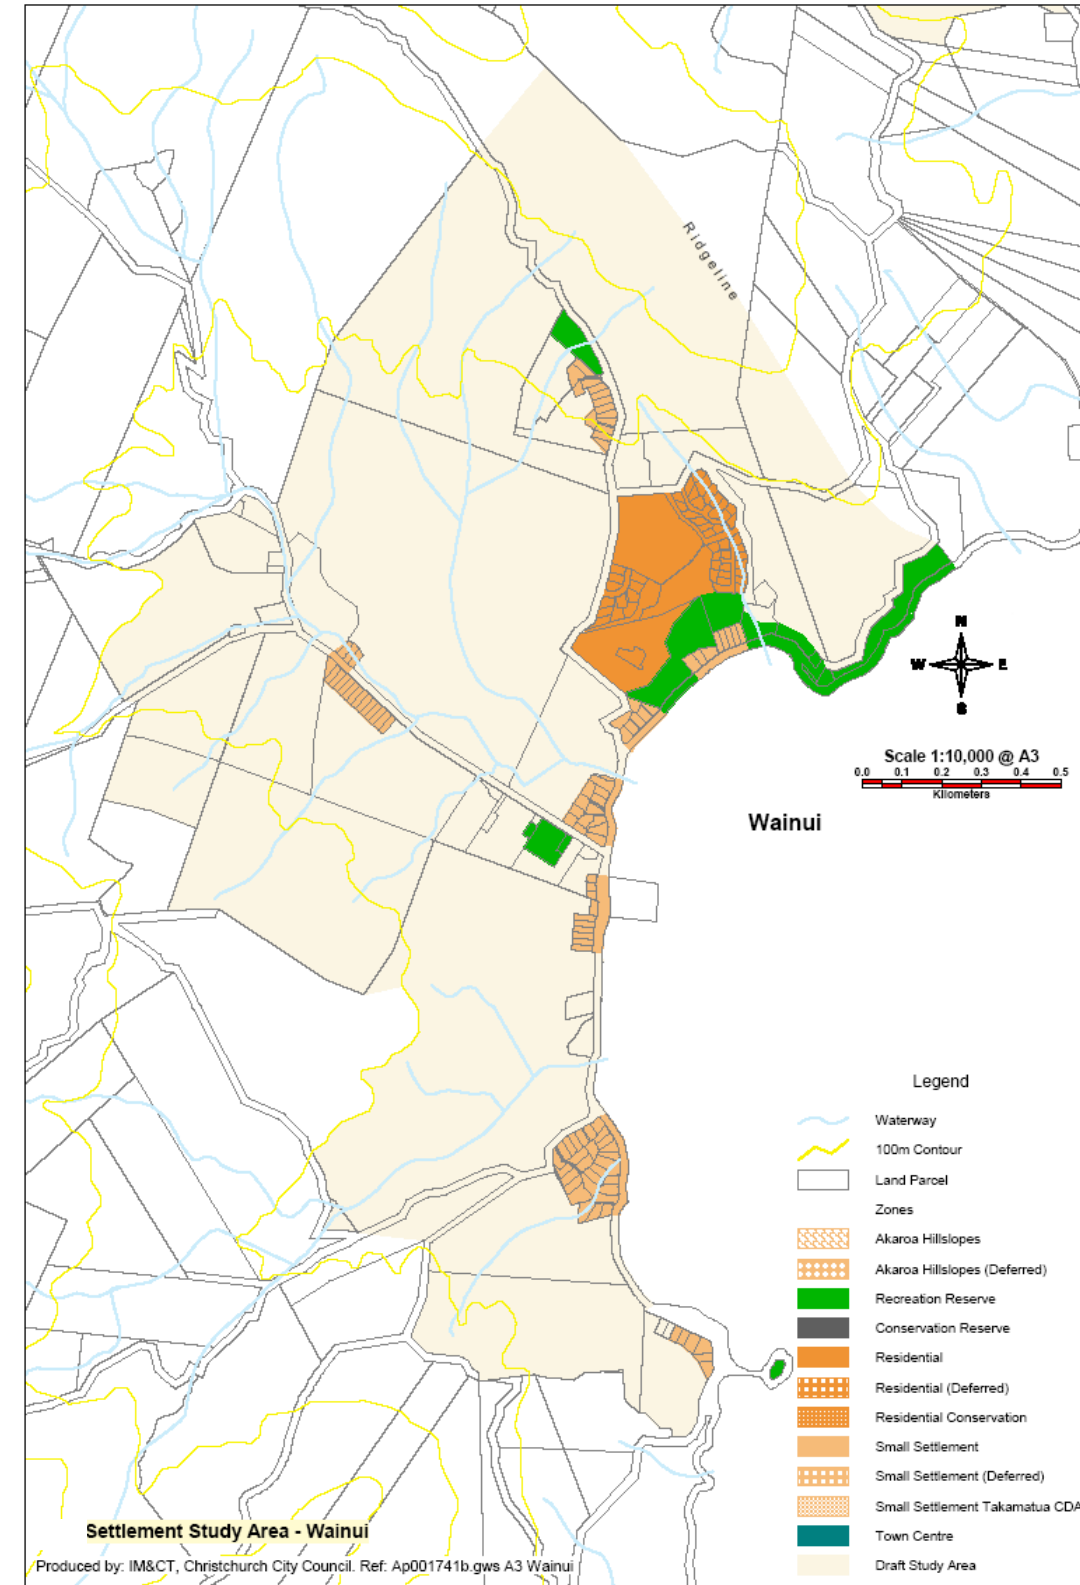 Ridgeline
N
W E
S
Scale 1:10,000 @ A3
0.0 0.1 0.2 0.3 0.4 0.5
Kilometers
Wainui
Legend
Waterway
100m Contour
Land Parcel
Zones
Akaroa Hillslopes
Akaroa Hillslopes (Deferred)
Recreation Reserve
Conservation Reserve
Residential
Residential (Deferred)
Residential Conservation
Small Settlement
Small Settlement (Deferred)
Small Settlement Takamatua CDA
Town Centre
Draft Study Area
Settlement Study Area - Wainui
Produced by: IM&CT, Christchurch City Council. Ref: Ap001741b.gws A3 Wainui